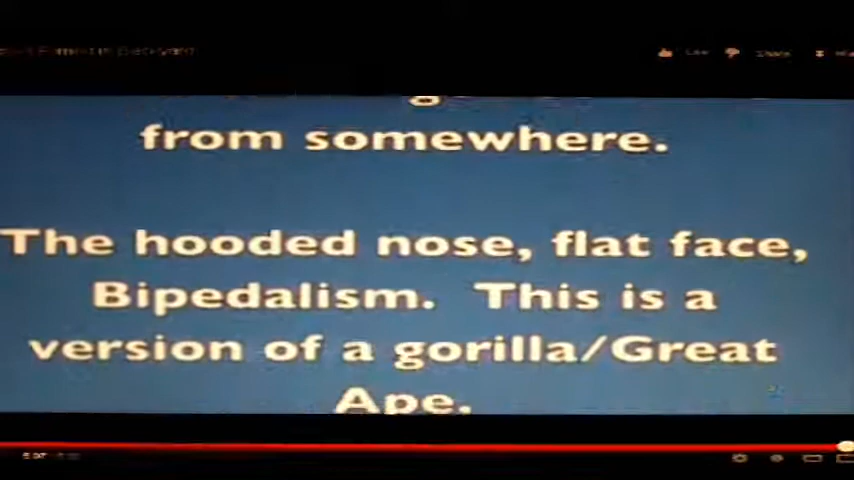 from somewhere.
The hooded nose, flat face,
Bipedalism.  This is a
version of a gorilla/Great
Ape.